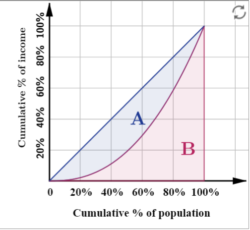 Cumulative % of income
100%
80%
60%
40%
20%
A
B
0 20% 40% 60% 80% 100%
Cumulative % of population